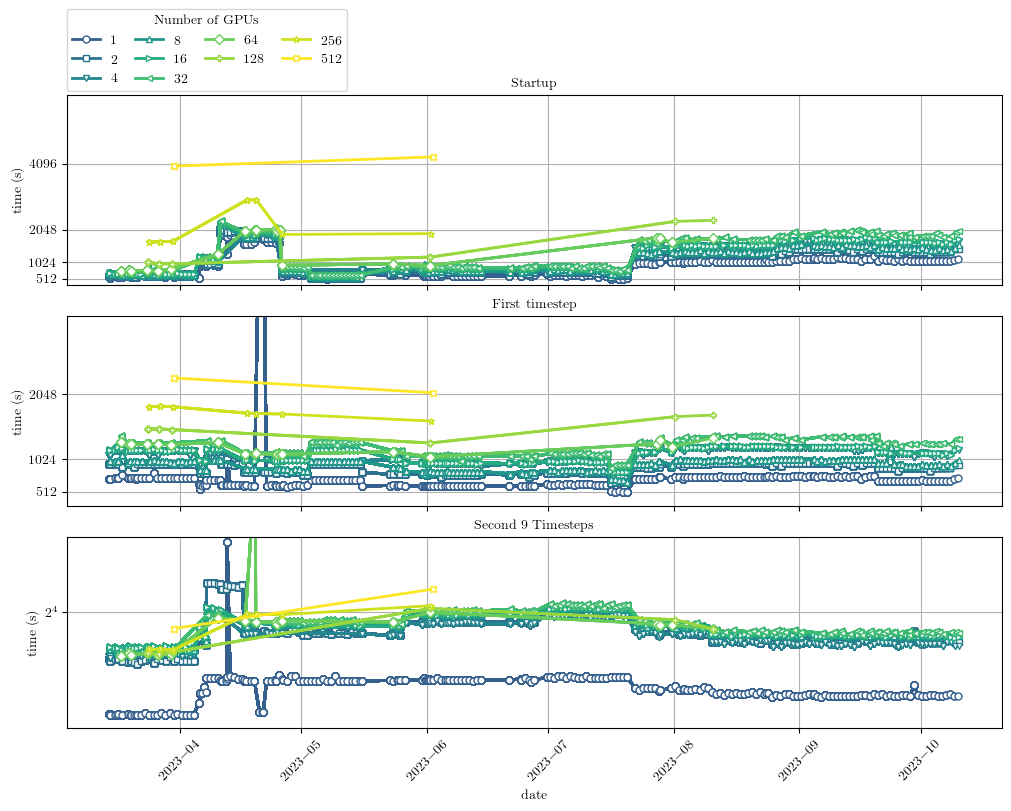 Number of GPUs
1 8 64 256
2 16 128 512
4 32
Startup
4096
2048
1024
512
time (s)
First timestep
2048
1024
512
time (s)
Second 9 Timesteps
2⁴
time (s)
2023−04 2023−05 2023−06 2023−07 2023−08 2023−09 2023−10
date